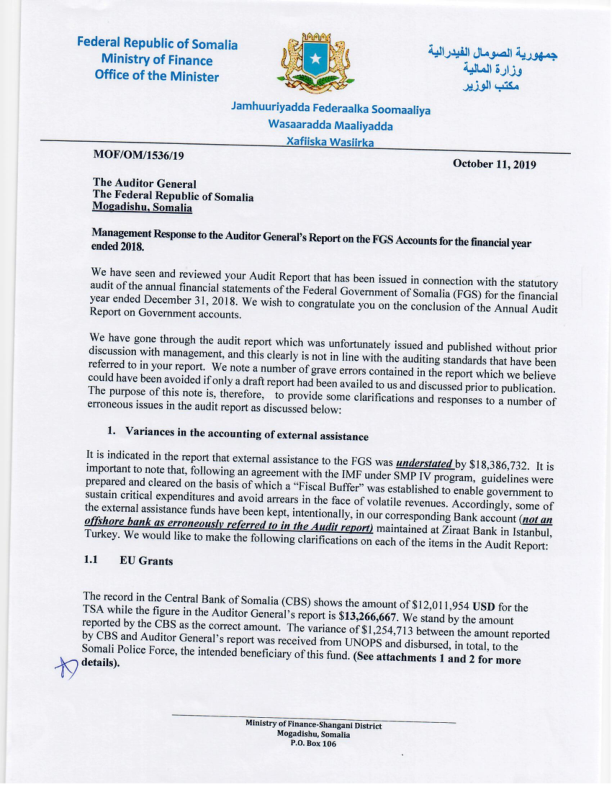 Federal Republic of Somalia
Ministry of Finance
Office of the Minister
جمهورية الصومال الفيدرالية
وزارة المالية
مكتب الوزير
Jamhuuriyadda Federaalka Soomaaliya
Wasaaradda Maaliyadda
Xafiiska Wasiirka
MOF/OM/1536/19
October 11, 2019
The Auditor General
The Federal Republic of Somalia
Mogadishu, Somalia
Management Response to the Auditor General's Report on the FGS Accounts for the financial year
ended 2018.
We have seen and reviewed your Audit Report that has been issued in connection with the statutory
audit of the annual financial statements of the Federal Government of Somalia (FGS) for the financial
year ended December 31, 2018. We wish to congratulate you on the conclusion of the Annual Audit
Report on Government accounts.
We have gone through the audit report which was unfortunately issued and published without prior
discussion with management, and this clearly is not in line with the auditing standards that have been
referred to in your report. We note a number of grave errors contained in the report which we believe
could have been avoided if only a draft report had been availed to us and discussed prior to publication.
The purpose of this note is, therefore, to provide some clarifications and responses to a number of
erroneous issues in the audit report as discussed below:
1. Variances in the accounting of external assistance
It is indicated in the report that external assistance to the FGS was understated by $18,386,732. It is
important to note that, following an agreement with the IMF under SMP IV program, guidelines were
prepared and cleared on the basis of which a "Fiscal Buffer" was established to enable government to
sustain critical expenditures and avoid arrears in the face of volatile revenues. Accordingly, some of
the external assistance funds have been kept, intentionally, in our corresponding Bank account (not an
offshore bank as erroneously referred to in the Audit report) maintained at Ziraat Bank in Istanbul,
Turkey. We would like to make the following clarifications on each of the items in the Audit Report:
1.1 EU Grants
The record in the Central Bank of Somalia (CBS) shows the amount of $12,011,954 USD for the
TSA while the figure in the Auditor General's report is $13,266,667. We stand by the amount
reported by the CBS as the correct amount. The variance of $1,254,713 between the amount reported
by CBS and Auditor General's report was received from UNOPS and disbursed, in total, to the
Somali Police Force, the intended beneficiary of this fund. (See attachments 1 and 2 for more
details).
Ministry of Finance-Shangani District
Mogadishu, Somalia
P.O. Box 106